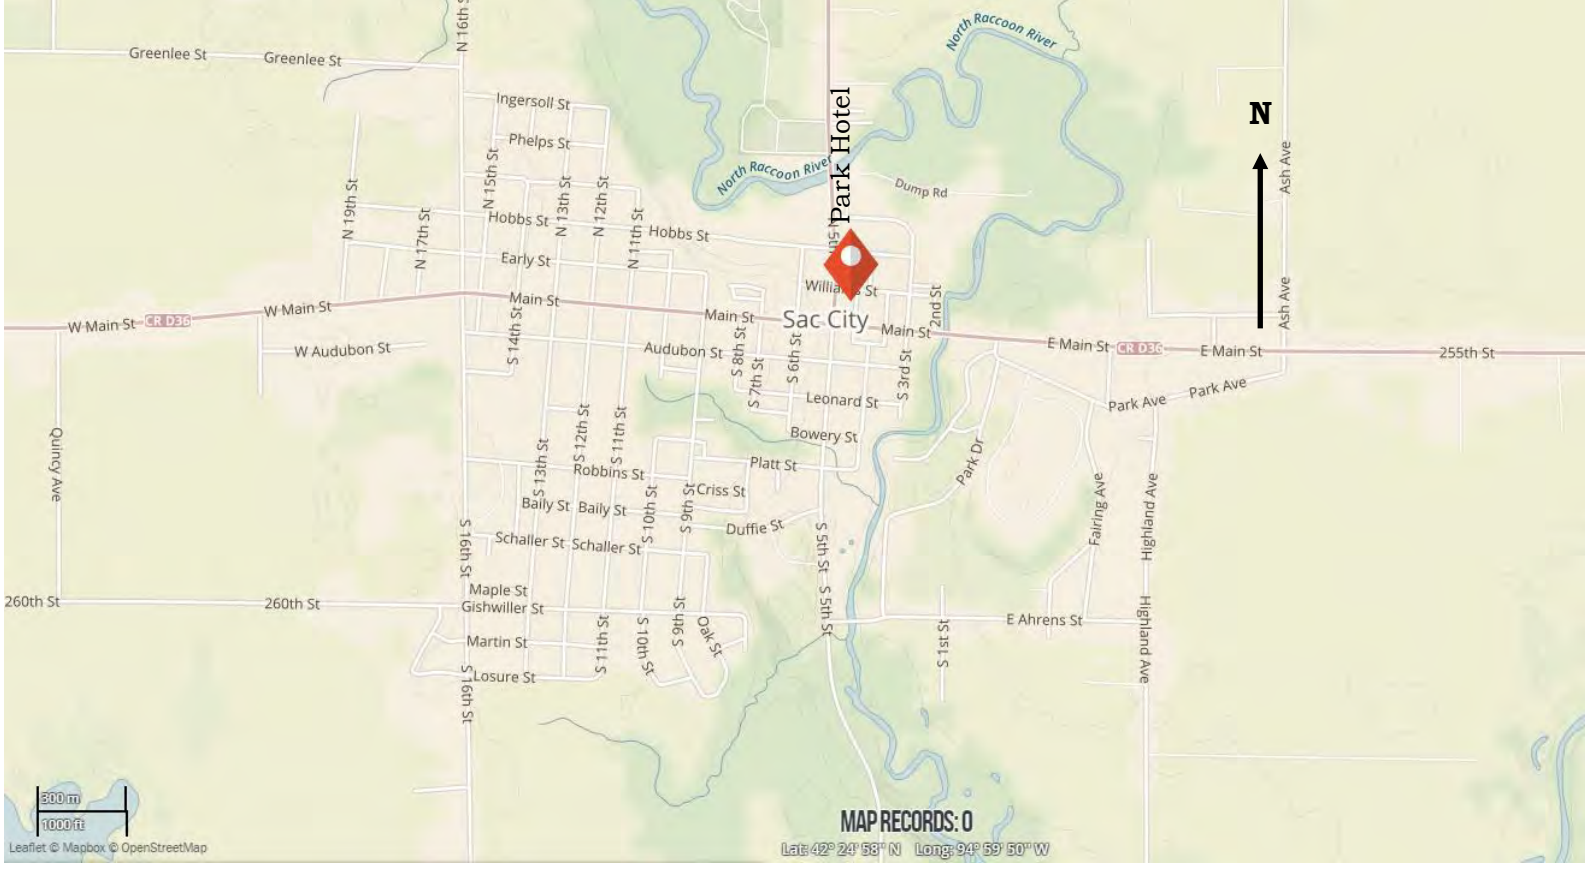 N 16th S
North Raccoon River
Greenlee St
Greenlee St
Ingersoll St
Park Hotel
N
Phelps St
Ash Ave
North Raccoon River
Dump Rd
N 15th St
N 13th St
N 12th St
N 19th St
N 17th St
Hobbs St
N 11th St
Hobbs St
N 5th
Early St
Williams St
2nd St
Ash Ave
W Main St
CR D36
W Main St
Main St
Main St
Sac City
Main St
E Main St
CR D36
E Main St
255th St
W Audubon St
S 14th St
Audubon St
S 8th St
S 7th St
S 6th St
S 3rd St
Leonard St
Park Ave
Park Ave
Quincy Ave
S 13th St
S 12th St
S 11th St
Bowery St
Park Dr
Robbins St
Platt St
Criss St
Baily St
Baily St
S 10th St
S 9th St
Duffie St
S 5th St
Fairing Ave
Highland Ave
S 16th St
Schaller St
Schaller St
Maple St
260th St
260th St
Gishwiller St
S 5th St
E Ahrens St
Highland Ave
Martin St
S 11th St
S 10th St
S 9th St
Oak St
S 1st St
Losure St
S 16th St
300 m
1000 ft
MAP RECORDS: 0
Leaflet © Mapbox © OpenStreetMap
Lat: 42° 24' 58" N Long: 94° 59' 50" W